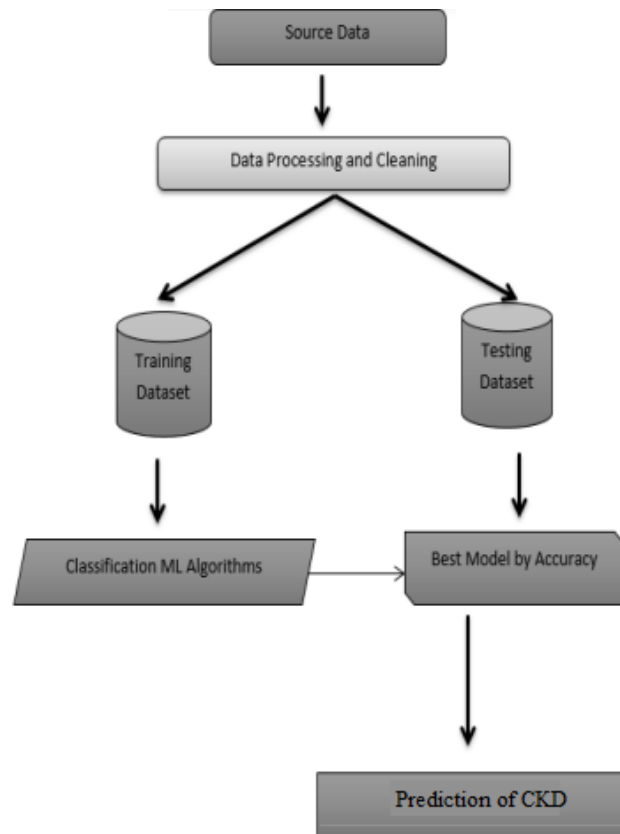 Source Data
Data Processing and Cleaning
Training
Dataset
Testing
Dataset
Classification ML Algorithms
Best Model by Accuracy
Prediction of CKD